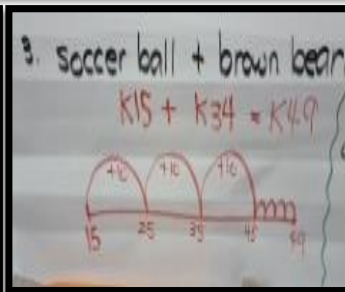 3. soccer ball + brown bear
K15 + K34 = K49
+10 +10 +10
15 25 35 45 49